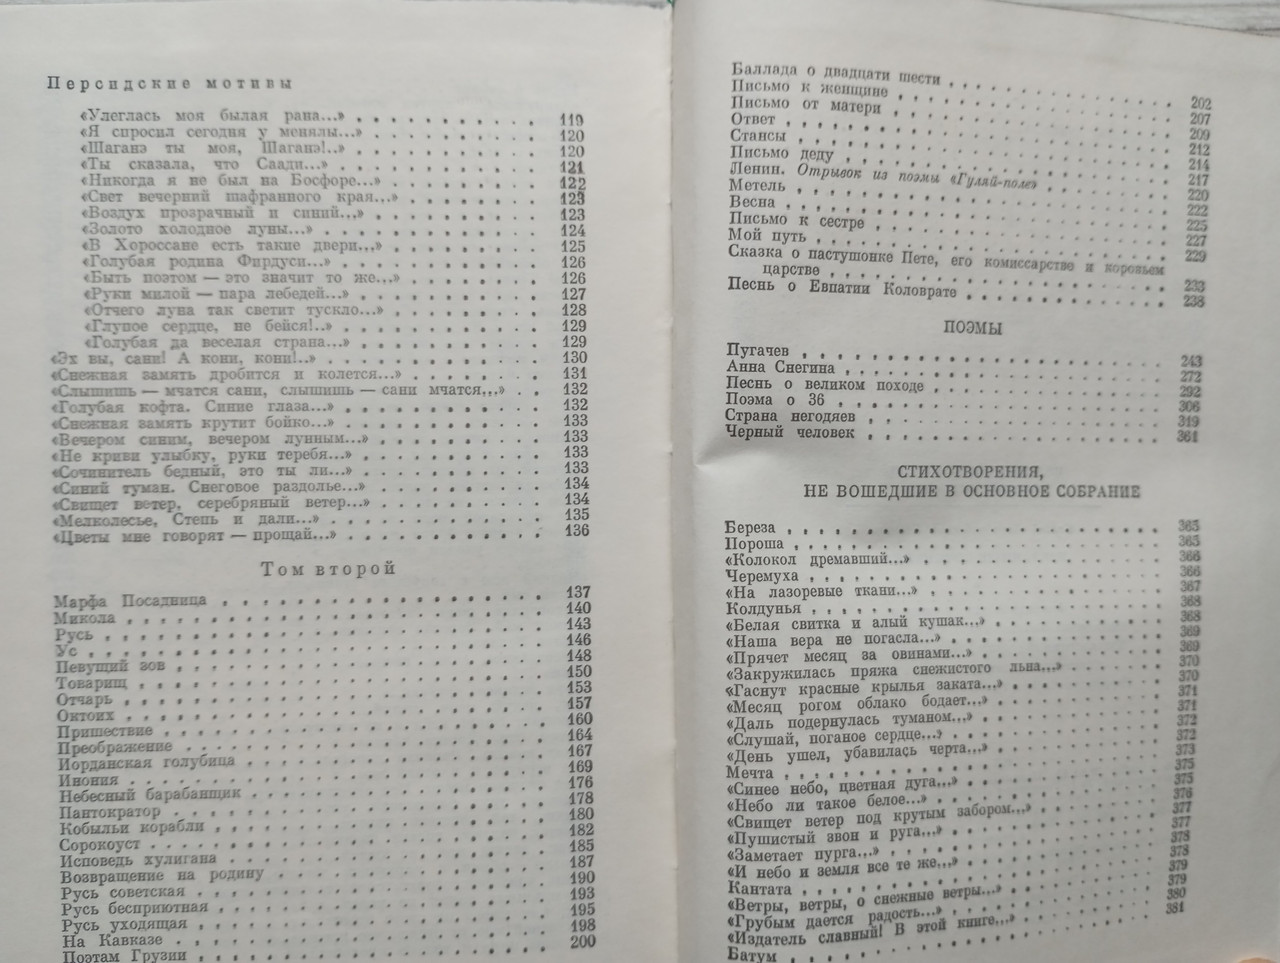 Персидские мотивы
«Улеглась моя былая рана...» 119
«Я спросил сегодня у менялы...» 120
«Шаганэ ты моя, Шаганэ!..» 120
«Ты сказала, что Саади...» 121
«Никогда я не был на Босфоре...» 122
«Свет вечерний шафранного края...» 123
«Воздух прозрачный и синий...» 123
«Золото холодное луны...» 124
«В Хороссане есть такие двери...» 125
«Голубая родина Фирдуси...» 126
«Быть поэтом — это значит то же...» 126
«Руки милой — пара лебедей...» 127
«Отчего луна так светит тускло...» 128
«Глупое сердце, не бейся!..» 129
«Голубая да веселая страна...» 129
«Эх вы, сани! А кони, кони!..» 130
«Снежная замять дробится и колется...» 131
«Слышишь — мчатся сани, слышишь — сани мчатся...» 132
«Голубая кофта. Синие глаза...» 132
«Снежная замять крутит бойко...» 133
«Вечером синим, вечером лунным...» 133
«Не криви улыбку, руки теребя...» 133
«Сочинитель бедный, это ты ли...» 133
«Синий туман. Снеговое раздолье...» 134
«Свищет ветер, серебряный ветер...» 134
«Мелколесье, Степь и дали...» 135
«Цветы мне говорят — прощай...» 136
Том второй
Марфа Посадница 137
Микола 140
Русь 143
Ус 146
Певущий зов 148
Товарищ 150
Отчарь 153
Октоих 157
Пришествие 160
Преображение 164
Иорданская голубица 167
Инония 169
Небесный барабанщик 176
Пантократор 178
Кобыльи корабли 180
Сорокоуст 182
Исповедь хулигана 185
Возвращение на родину 187
Русь советская 190
Русь бесприютная 193
Русь уходящая 195
На Кавказе 198
Поэтам Грузии 200
Баллада о двадцати шести 202
Письмо к женщине 207
Письмо от матери 209
Ответ 212
Стансы 214
Письмо деду 217
Ленин. Отрывок из поэмы «Гуляй-поле» 220
Метель 222
Весна 225
Письмо к сестре 227
Мой путь 229
Сказка о пастушонке Пете, его комиссарстве и коровьем
царстве 233
Песнь о Евпатии Коловрате 238
ПОЭМЫ
Пугачев 243
Анна Снегина 272
Песнь о великом походе 292
Поэма о 36 306
Страна негодяев 319
Черный человек 361
СТИХОТВОРЕНИЯ,
НЕ ВОШЕДШИЕ В ОСНОВНОЕ СОБРАНИЕ
Береза 365
Пороша 365
«Колокол дремавший...» 366
Черемуха 366
«На лазоревые ткани...» 367
Колдунья 368
«Белая свитка и алый кушак...» 368
«Наша вера не погасла...» 369
«Прячет месяц за овинами...» 369
«Закружилась пряжа снежистого льна...» 370
«Гаснут красные крылья заката...» 370
«Месяц рогом облако бодает...» 371
«Даль подернулась туманом...» 371
«Слушай, поганое сердце...» 372
«День ушел, убавилась черта...» 372
Мечта 373
«Синее небо, цветная дуга...» 375
«Небо ли такое белое...» 375
«Свищет ветер под крутым забором...» 376
«Пушистый звон и руга...» 377
«Заметает пурга...» 377
«И небо и земля все те же...» 378
Кантата 378
«Ветры, ветры, о снежные ветры...» 379
«Грубым дается радость...» 379
«Издатель славный! В этой книге...» 380
Батум 381